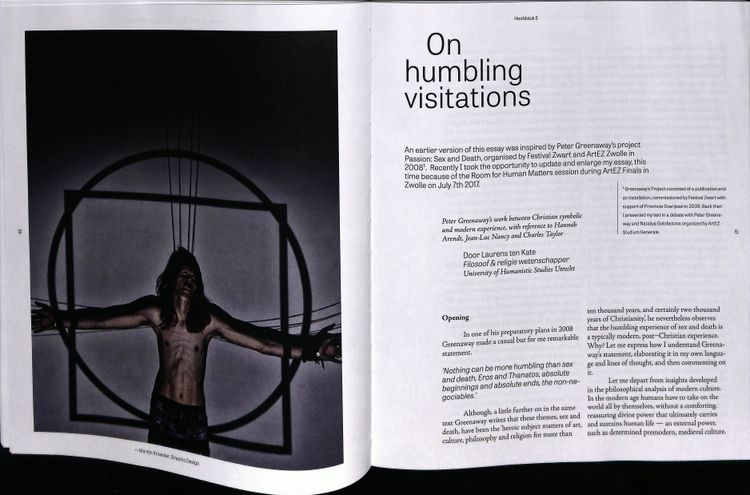 — Martijn Kroeske, Graphic Design
Hoofdstuk 5
On
humbling
visitations
An earlier version of this essay was inspired by Peter Greenaway's project
Passion: Sex and Death, organised by Festival Zwart and ArtEZ Zwolle in
2008¹. Recently I took the opportunity to update and enlarge my essay, this
time because of the Room for Human Matters session during ArtEZ Finals in
Zwolle on July 7th 2017.
¹ Greenaway's Project consisted of a publication and
an installation, commissioned by Festival Zwart with
support of Provincie Overijssel in 2008. Back then
I presented my text in a debate with Peter Greena-
way and Natalya Golofastova organized by ArtEZ
Studium Generale.
Peter Greenaway's work between Christian symbolic
and modern experience, with reference to Hannah
Arendt, Jean-Luc Nancy and Charles Taylor
Door Laurens ten Kate
Filosoof & religie wetenschapper
University of Humanistic Studies Utrecht
Opening
In one of his preparatory plans in 2008
Greenaway made a casual but for me remarkable
statement.
'Nothing can be more humbling than sex
and death, Eros and Thanatos, absolute
beginnings and absolute ends, the non-ne-
gociables.'
Although, a little further on in the same
text Greenaway writes that these themes, sex and
death, have been the 'heroic subject matters of art,
culture, philosophy and religion for more than
ten thousand years, and certainly two thousand
years of Christianity', he nevertheless observes
that the humbling experience of sex and death is
a typically modern, post-Christian experience.
Why? Let me express how I understand Greena-
way's statement, elaborating it in my own langua-
ge and lines of thought, and then commenting on
it.
Let me depart from insights developed
in the philosophical analysis of modern culture.
In the modern age humans have to take on the
world all by themselves, without a comforting,
reassuring divine power that ultimately carries
and sustains human life — an external power,
such as determined premodern, medieval culture.